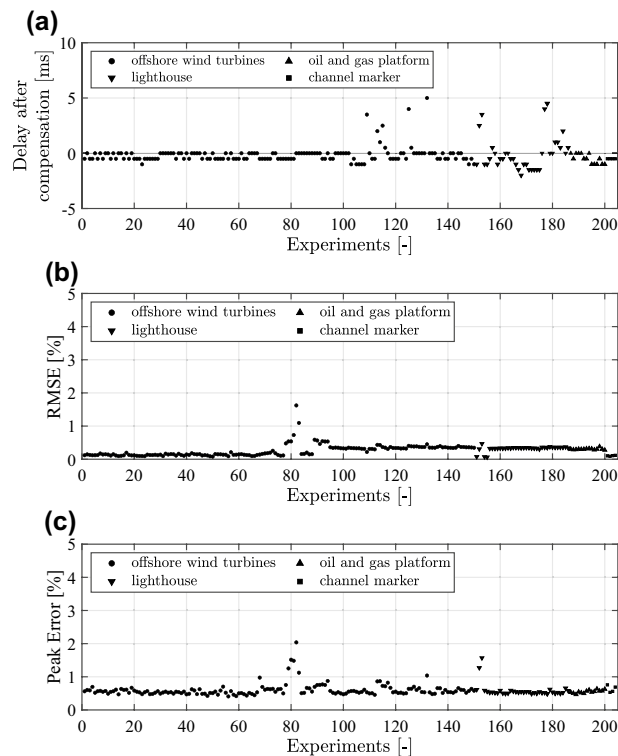 (a)
Delay after
compensation [ms]
10
5
0
-5
offshore wind turbines
lighthouse
oil and gas platform
channel marker
0 20 40 60 80 100 120 140 160 180 200
Experiments [-]
(b)
RMSE [%]
5
4
3
2
1
0
offshore wind turbines
lighthouse
oil and gas platform
channel marker
0 20 40 60 80 100 120 140 160 180 200
Experiments [-]
(c)
Peak Error [%]
5
4
3
2
1
0
offshore wind turbines
lighthouse
oil and gas platform
channel marker
0 20 40 60 80 100 120 140 160 180 200
Experiments [-]